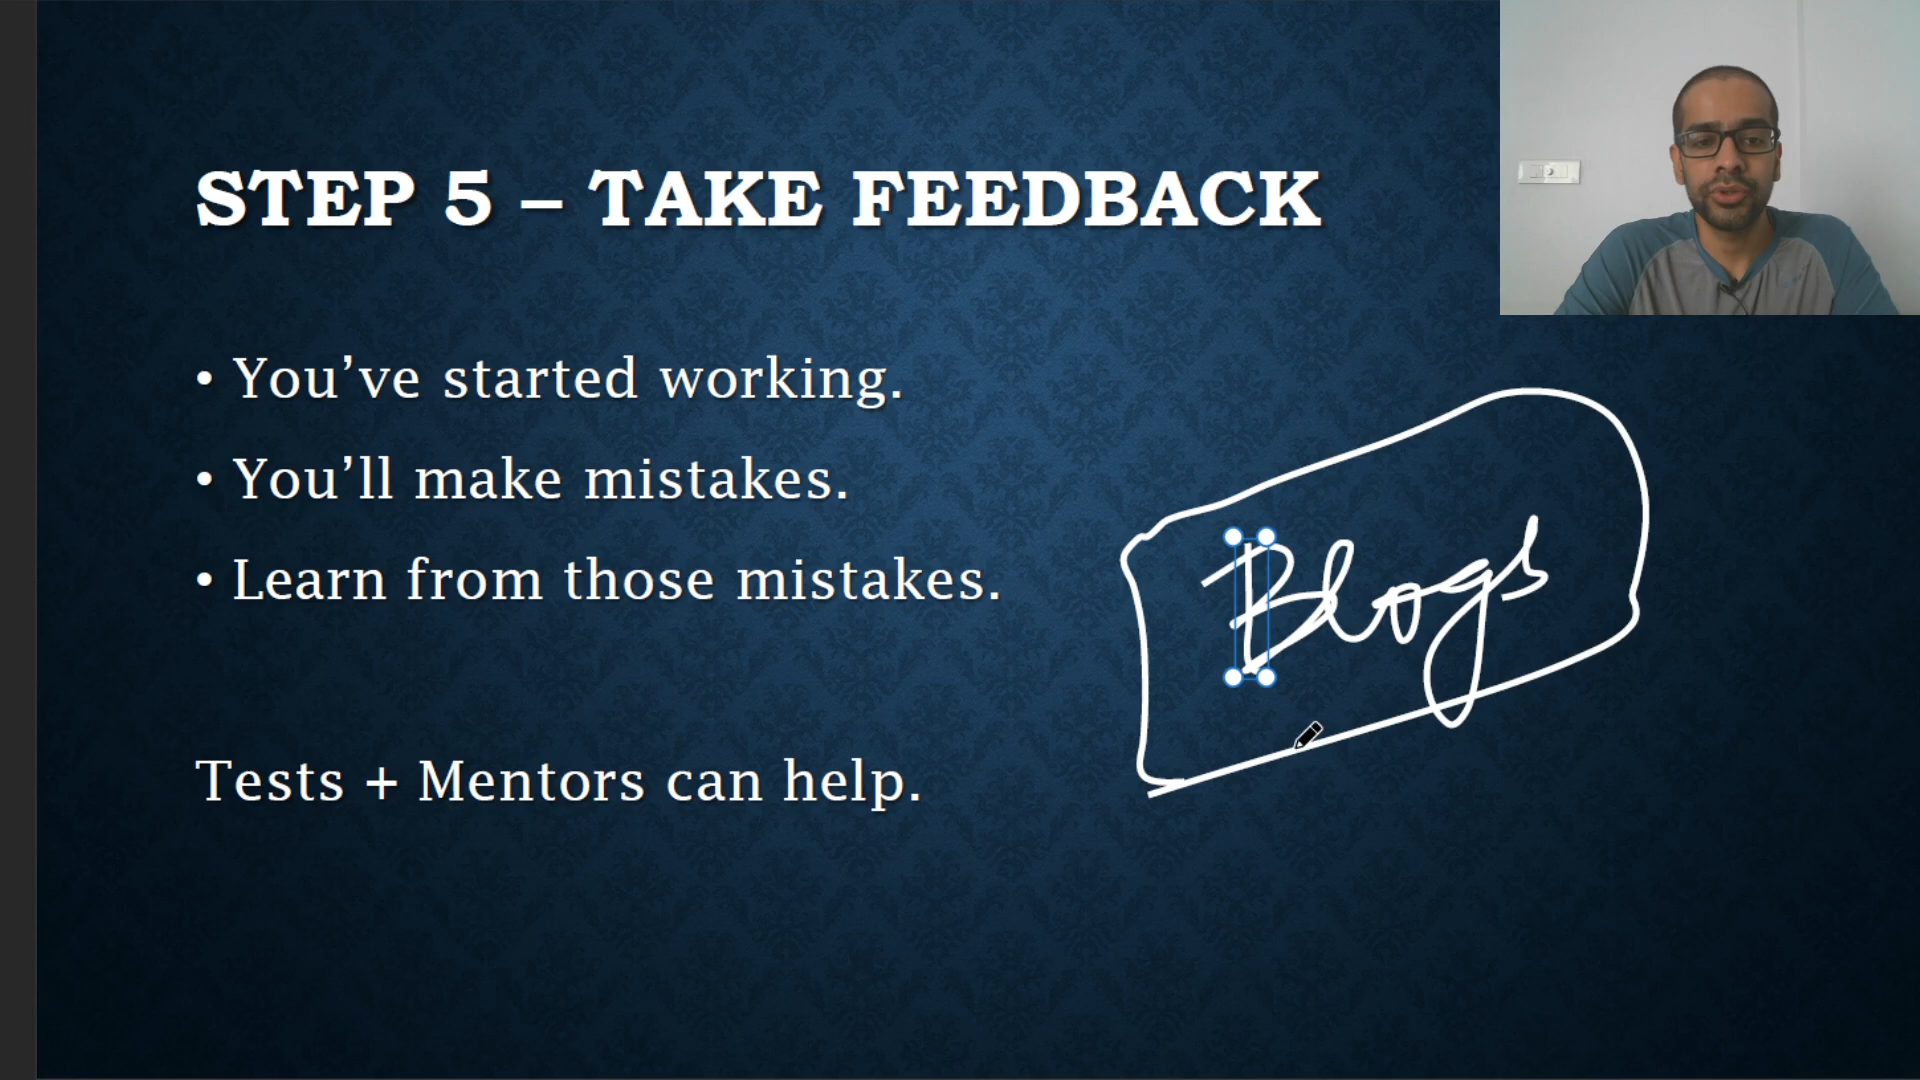 STEP 5 – TAKE FEEDBACK
• You’ve started working.
• You’ll make mistakes.
• Learn from those mistakes.
Blogs
Tests + Mentors can help.